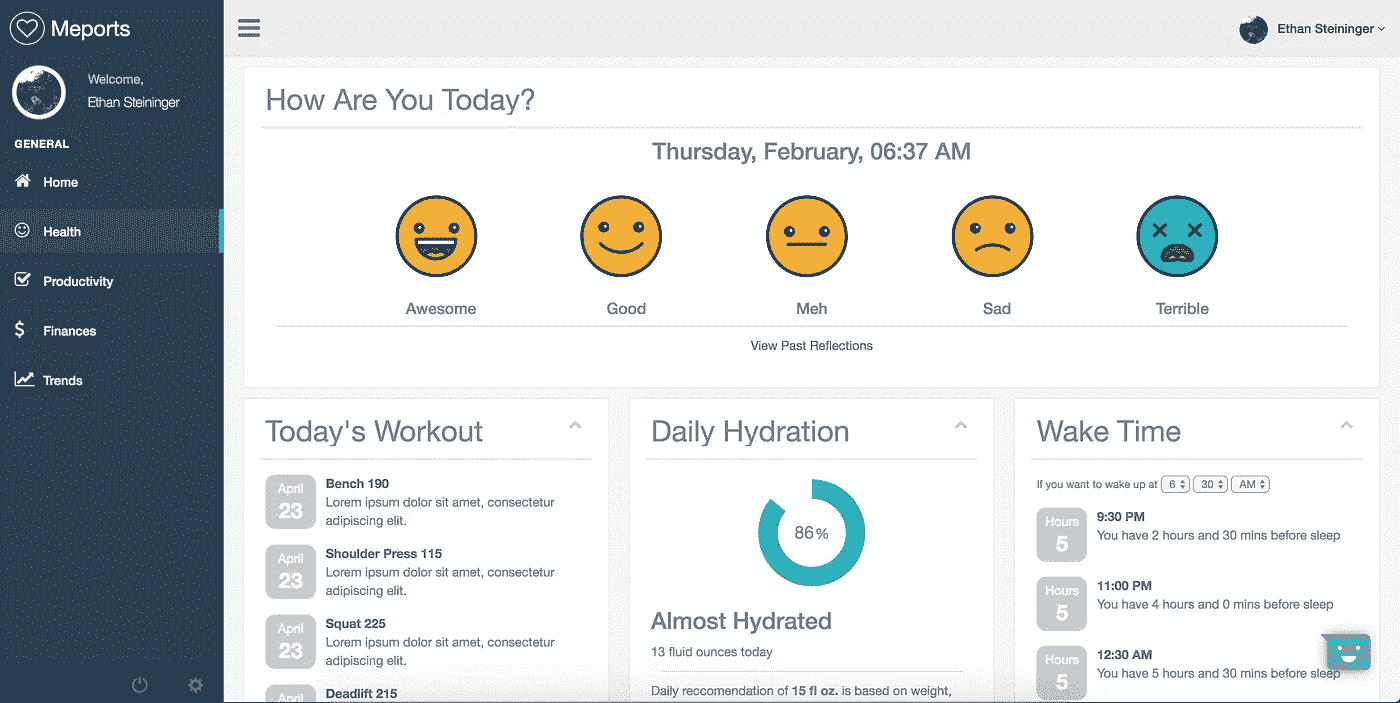 Meports
Ethan Steininger
Welcome,
Ethan Steininger
GENERAL
Home
Health
Productivity
Finances
Trends
How Are You Today?
Thursday, February, 06:37 AM
Awesome
Good
Meh
Sad
Terrible
View Past Reflections
Today's Workout
April
23
Bench 190
Lorem ipsum dolor sit amet, consectetur
adipiscing elit.
April
23
Shoulder Press 115
Lorem ipsum dolor sit amet, consectetur
adipiscing elit.
April
23
Squat 225
Lorem ipsum dolor sit amet, consectetur
adipiscing elit.
April
Deadlift 215
Daily Hydration
86%
Almost Hydrated
13 fluid ounces today
Daily reccomendation of 15 fl oz. is based on weight,
Wake Time
If you want to wake up at 6 30 AM
Hours
5
9:30 PM
You have 2 hours and 30 mins before sleep
Hours
5
11:00 PM
You have 4 hours and 0 mins before sleep
Hours
5
12:30 AM
You have 5 hours and 30 mins before sleep